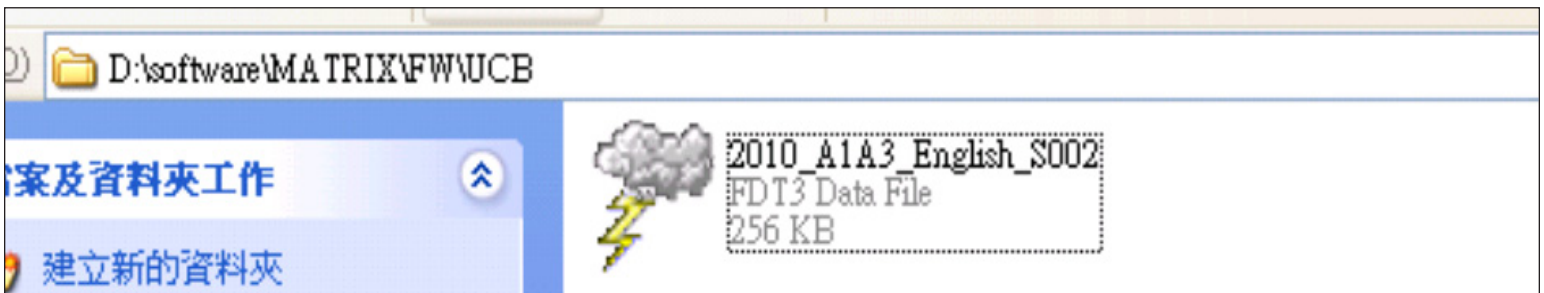 D:\software\MATRIX\FW\UCB
2010_A1A3_English_S002
FDT3 Data File
256 KB
案及資料夾工作
建立新的資料夾